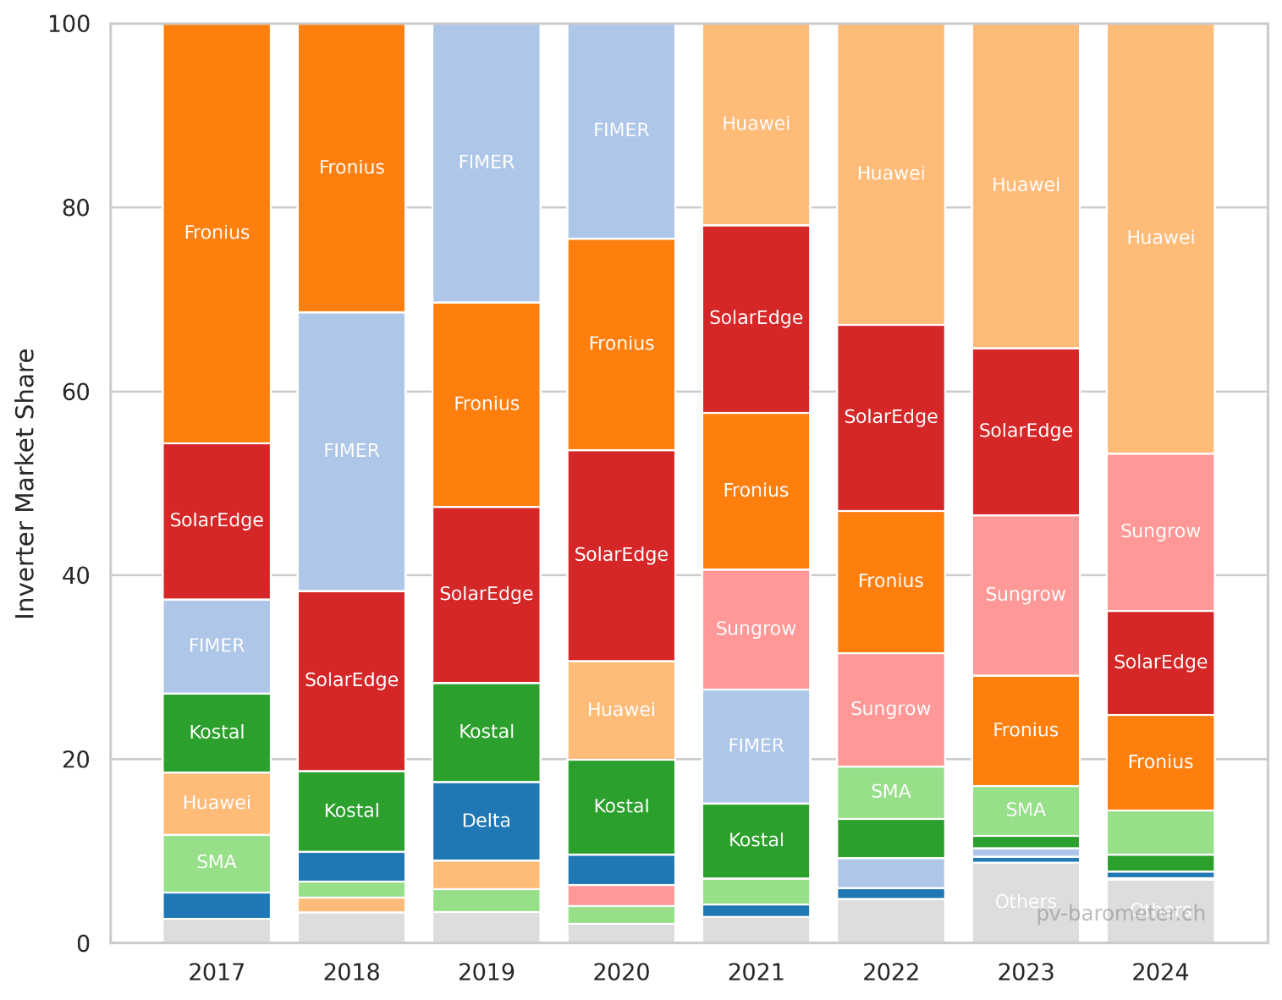 Inverter Market Share
100
80
60
40
20
0
Fronius
SolarEdge
FIMER
Kostal
Huawei
SMA
Fronius
FIMER
SolarEdge
Kostal
FIMER
Fronius
SolarEdge
Kostal
Delta
FIMER
Fronius
SolarEdge
Huawei
Kostal
Huawei
SolarEdge
Fronius
Sungrow
FIMER
Kostal
Huawei
SolarEdge
Fronius
Sungrow
SMA
Huawei
SolarEdge
Sungrow
Fronius
SMA
Others
Huawei
Sungrow
SolarEdge
Fronius
Others
pv-barometer.ch
2017 2018 2019 2020 2021 2022 2023 2024